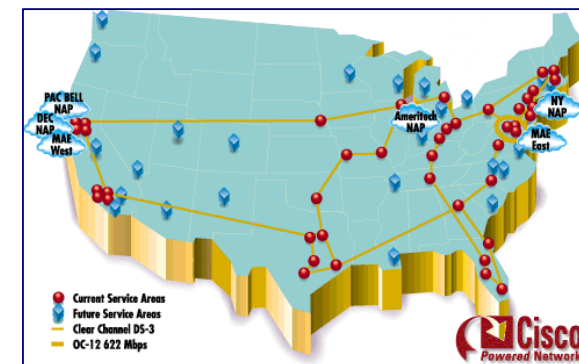 PAC BELL
NAP
DEC
NAP
MAE
West
Ameritech
NAP
NY
NAP
MAE
East
Current Service Areas
Future Service Areas
Clear Channel DS-3
OC-12 622 Mbps
Cisco
Powered Network